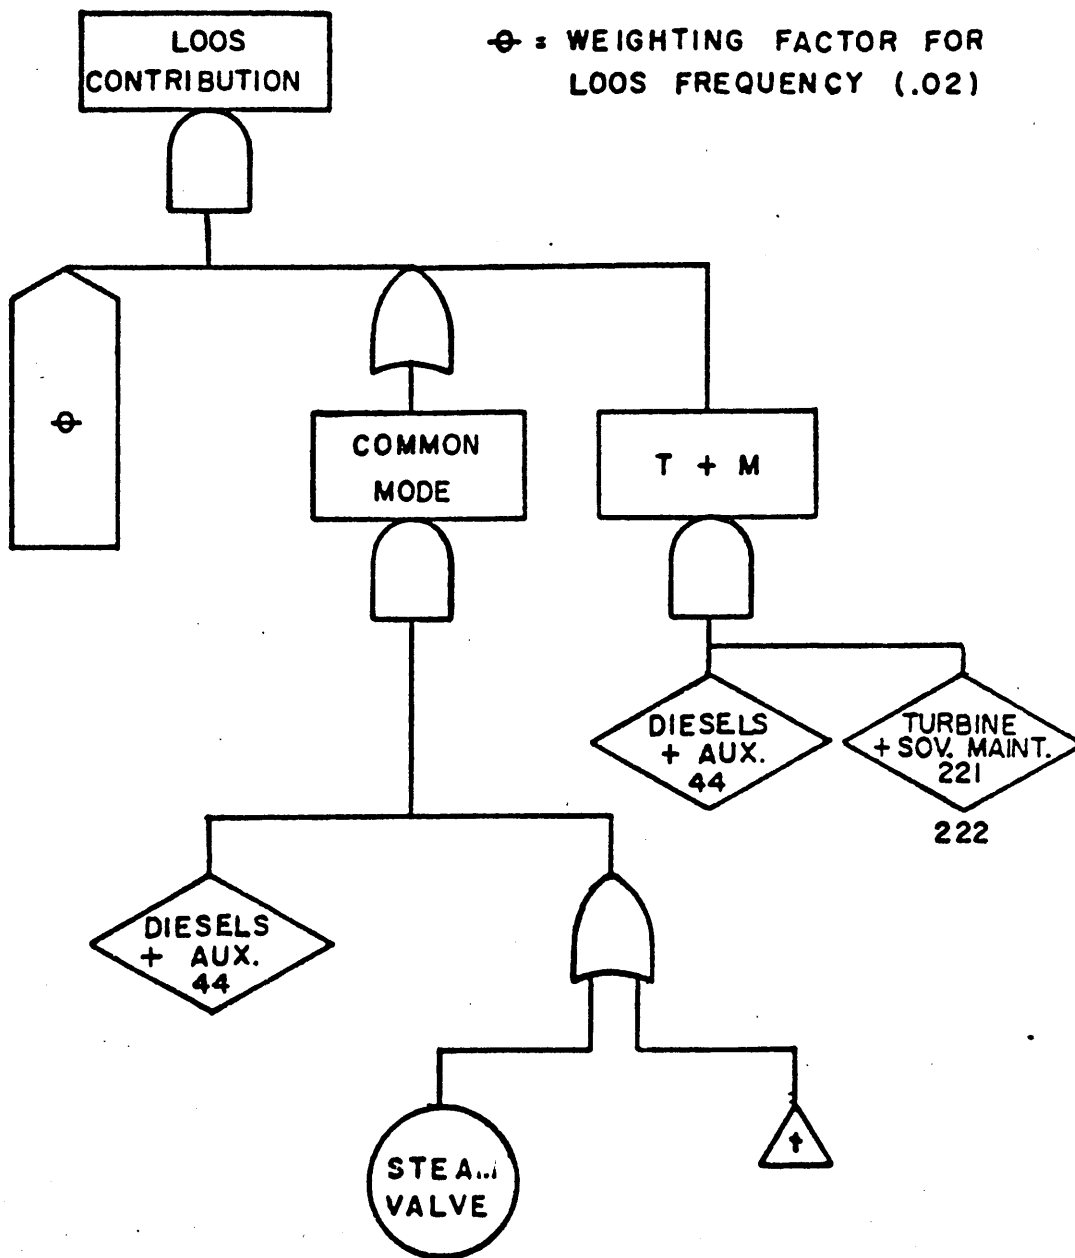 LOOS
CONTRIBUTION
ꝋ = WEIGHTING FACTOR FOR
LOOS FREQUENCY (.02)
ꝋ
COMMON
MODE
T + M
DIESELS
+ AUX.
44
TURBINE
+ SOV. MAINT.
221
222
DIESELS
+ AUX.
44
VALVE
†